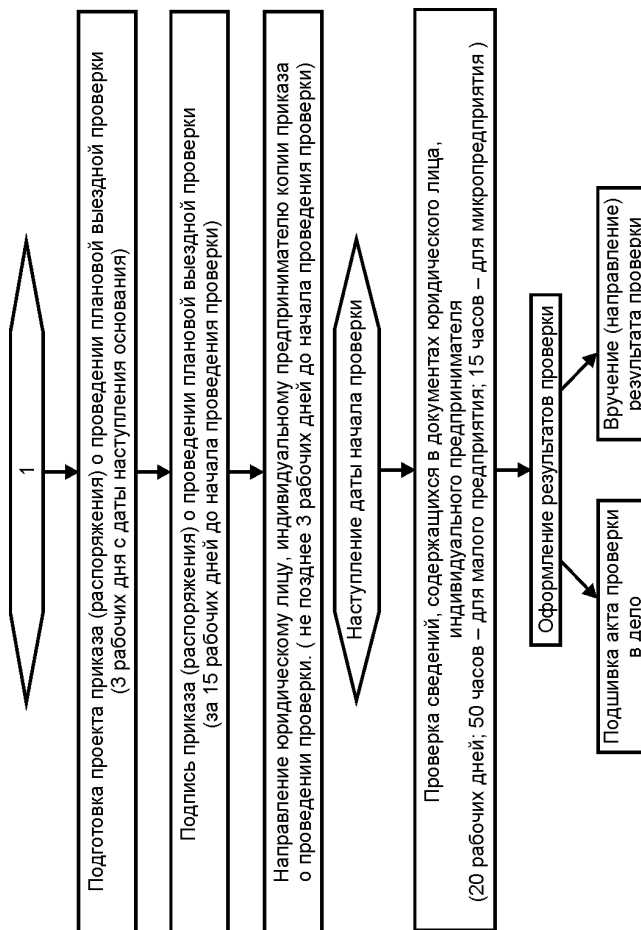 1
Подготовка проекта приказа (распоряжения) о проведении плановой выездной проверки
(3 рабочих дня с даты наступления основания)
Подпись приказа (распоряжения) о проведении плановой выездной проверки
(за 15 рабочих дней до начала проведения проверки)
Направление юридическому лицу, индивидуальному предпринимателю копии приказа
о проведении проверки. ( не позднее 3 рабочих дней до начала проведения проверки)
Наступление даты начала проверки
Проверка сведений, содержащихся в документах юридического лица,
индивидуального предпринимателя
(20 рабочих дней; 50 часов – для малого предприятия; 15 часов – для микропредприятия )
Оформление результатов проверки
Подшивка акта проверки
в дело
Вручение (направление)
результата проверки